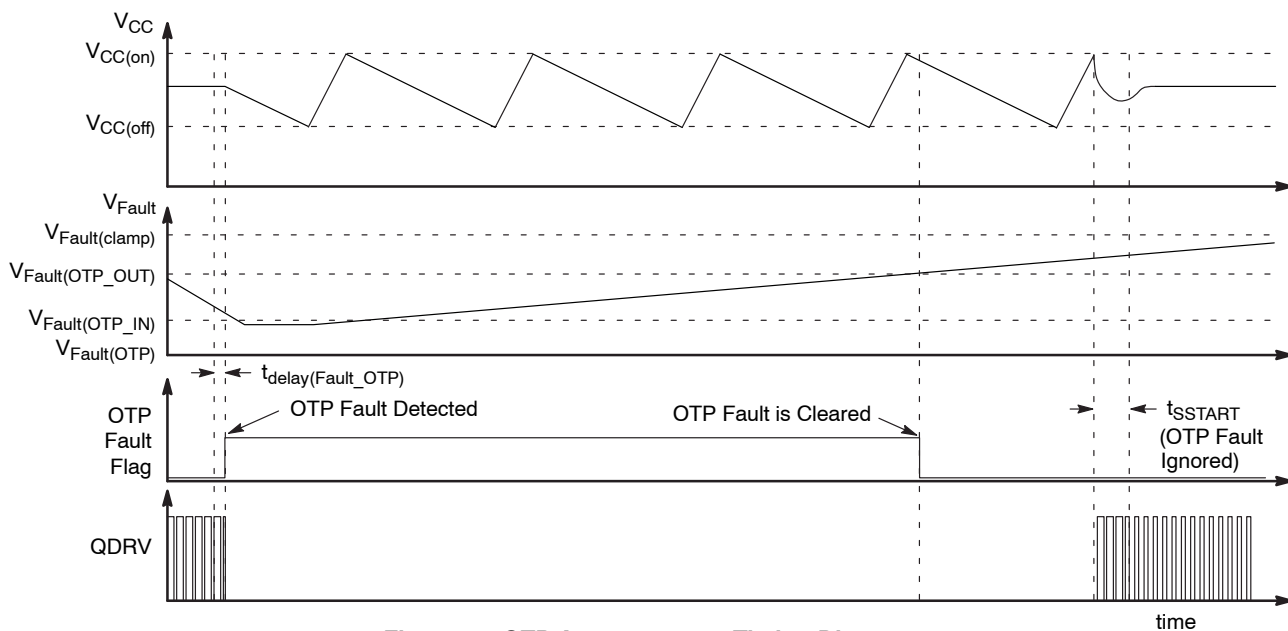 VCC
VCC(on)
VCC(off)
VFault
VFault(clamp)
VFault(OTP_OUT)
VFault(OTP_IN)
VFault(OTP)
tdelay(Fault_OTP)
OTP Fault Detected
OTP Fault is Cleared
tSSTART
(OTP Fault
Ignored)
OTP
Fault
Flag
QDRV
time